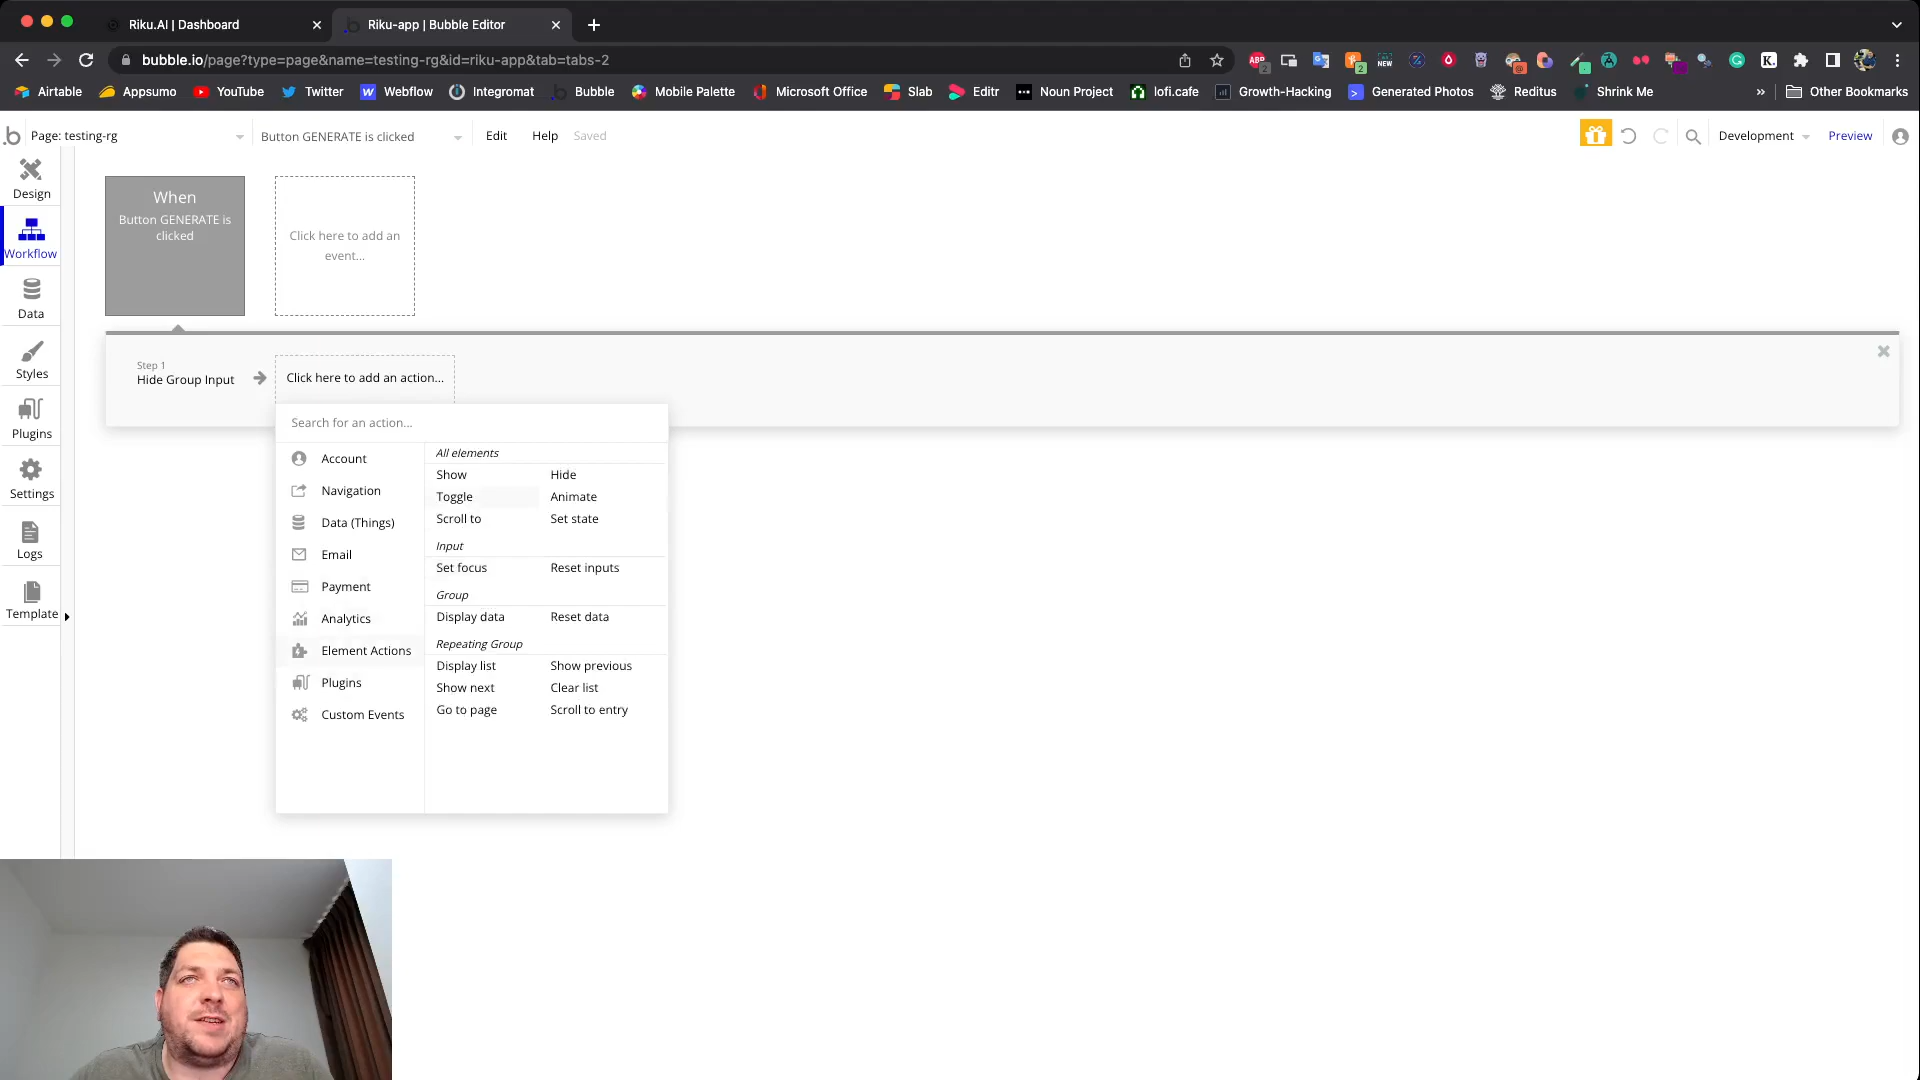 Riku.AI | Dashboard
Riku-app | Bubble Editor
bubble.io/page?type=page&name=testing-rg&id=riku-app&tab=tabs-2
ABP
2
2
NEW
K.
Airtable
Appsumo
YouTube
Twitter
Webflow
Integromat
Bubble
Mobile Palette
Microsoft Office
Slab
Editr
Noun Project
lofi.cafe
Growth-Hacking
Generated Photos
Reditus
Shrink Me
»
Other Bookmarks
Page: testing-rg
Button GENERATE is clicked
Edit
Help
Saved
Development
Preview
Design
Workflow
Data
Styles
Plugins
Settings
Logs
Template
When
Button GENERATE is
clicked
Click here to add an
event...
Step 1
Hide Group Input
Click here to add an action...
Search for an action...
Account
Navigation
Data (Things)
Email
Payment
Analytics
Element Actions
Plugins
Custom Events
All elements
Show
Hide
Toggle
Animate
Scroll to
Set state
Input
Set focus
Reset inputs
Group
Display data
Reset data
Repeating Group
Display list
Show previous
Show next
Clear list
Go to page
Scroll to entry